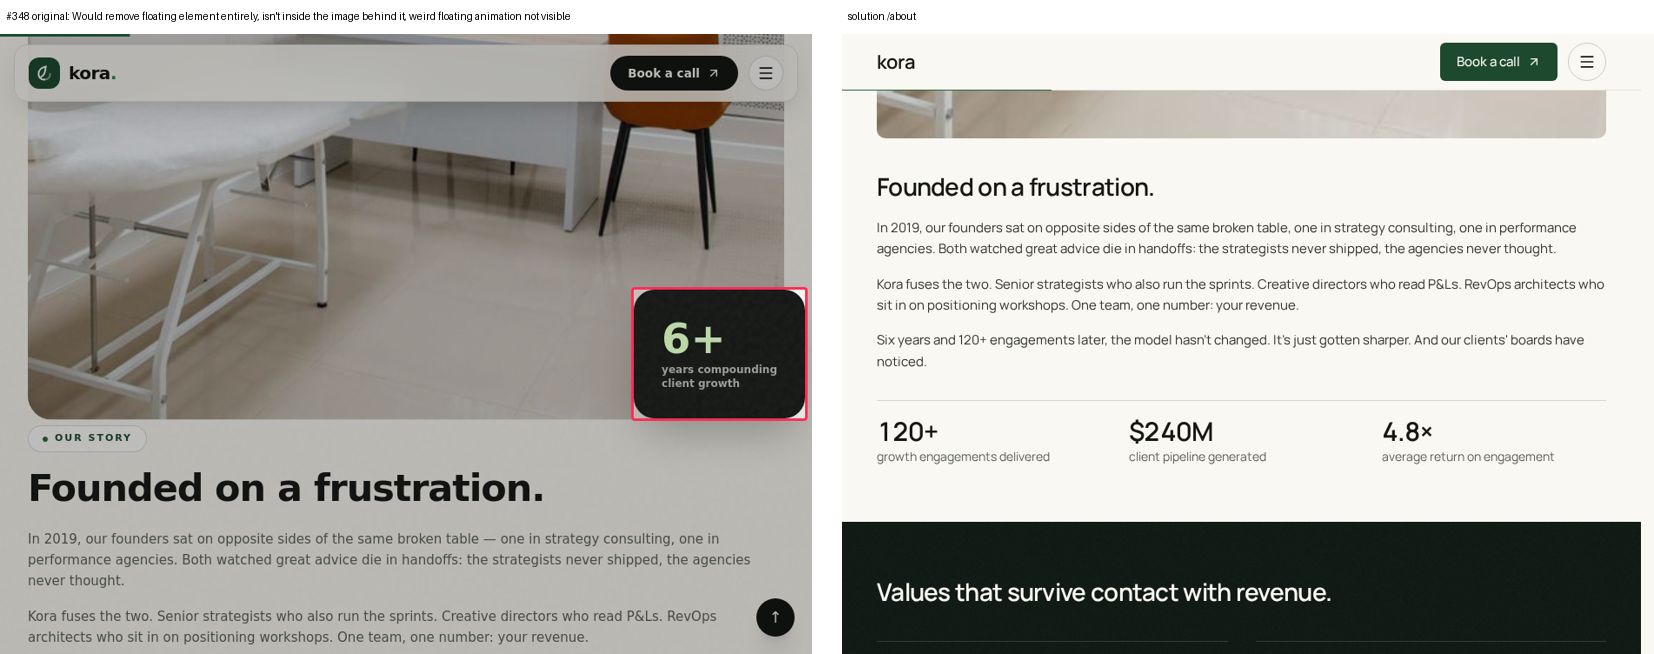 #348 original: Would remove floating element entirely, isn't inside the image behind it, weird floating animation not visible
kora.
Book a call ↗
6+
years compounding
client growth
OUR STORY
Founded on a frustration.
In 2019, our founders sat on opposite sides of the same broken table — one in strategy consulting, one in
performance agencies. Both watched great advice die in handoffs: the strategists never shipped, the agencies
never thought.
Kora fuses the two. Senior strategists who also run the sprints. Creative directors who read P&Ls. RevOps
architects who sit in on positioning workshops. One team, one number: your revenue.
↑
solution /about
kora
Book a call ↗
Founded on a frustration.
In 2019, our founders sat on opposite sides of the same broken table, one in strategy consulting, one in performance
agencies. Both watched great advice die in handoffs: the strategists never shipped, the agencies never thought.
Kora fuses the two. Senior strategists who also run the sprints. Creative directors who read P&Ls. RevOps architects who
sit in on positioning workshops. One team, one number: your revenue.
Six years and 120+ engagements later, the model hasn't changed. It's just gotten sharper. And our clients' boards have
noticed.
120+
growth engagements delivered
$240M
client pipeline generated
4.8×
average return on engagement
Values that survive contact with revenue.